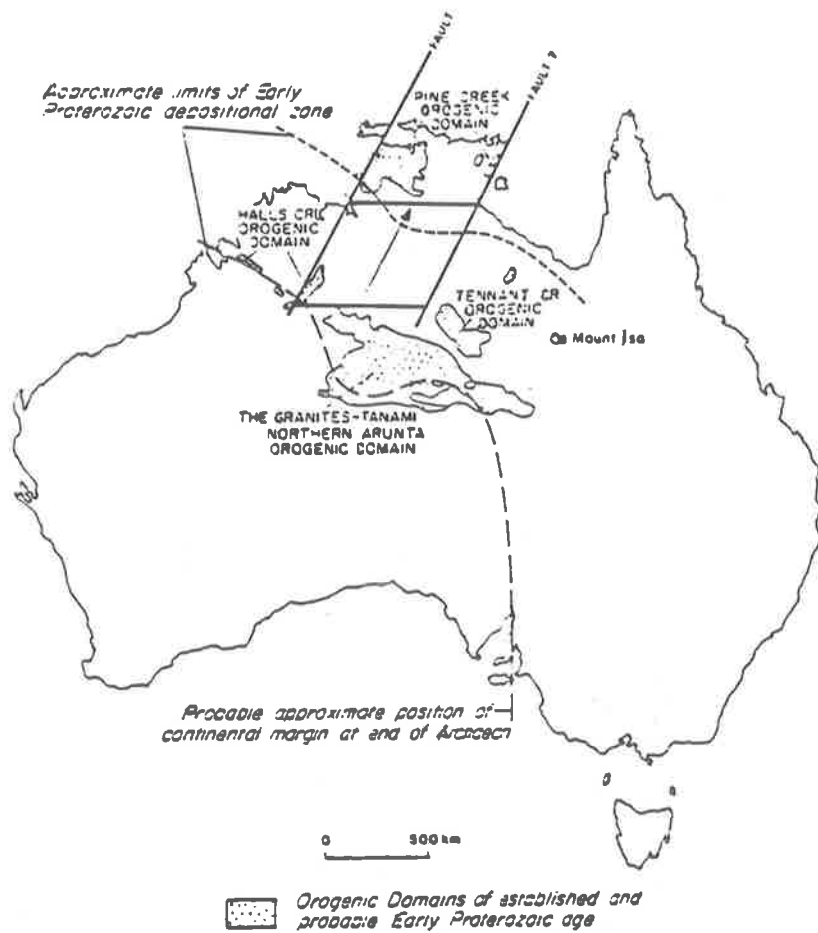 FAULT
FAULT ?
Approximate limits of Early
Proterozoic depositional zone
PINE CREEK
OROGENIC
DOMAIN
HALLS CRK
OROGENIC
DOMAIN
TENNANT CR
OROGENIC
DOMAIN
Mount Isa
THE GRANITES-TANAMI
NORTHERN ARUNTA
OROGENIC DOMAIN
Probable approximate position of
continental margin at end of Archaean
0 500 km
Orogenic Domains of established and
probable Early Proterozoic age